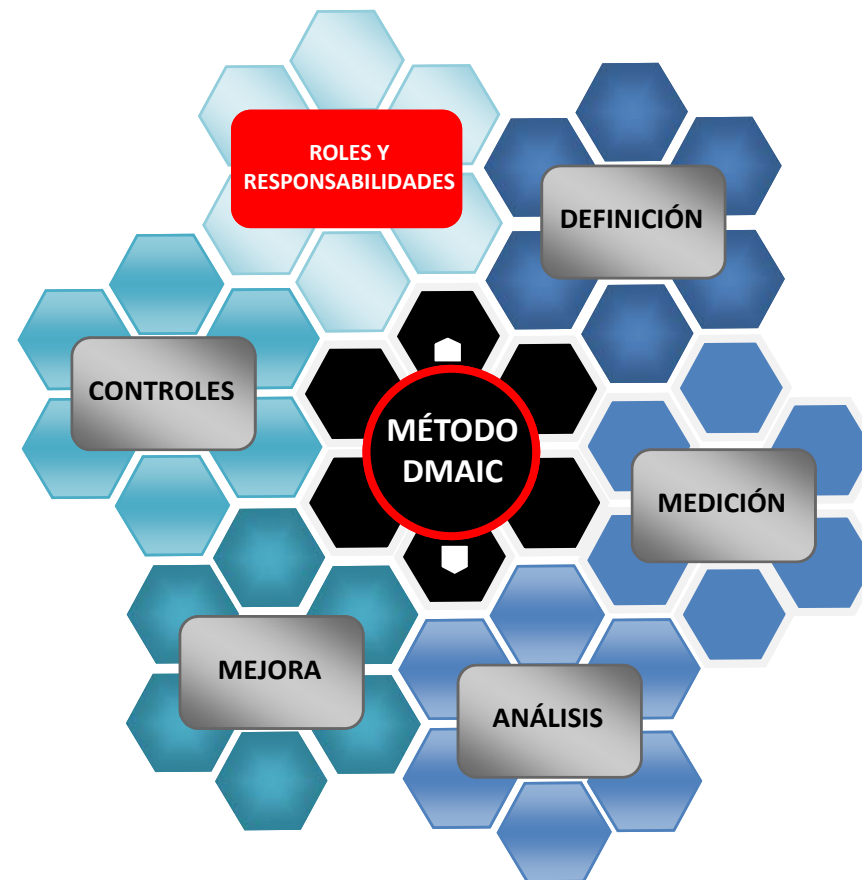 ROLES Y
RESPONSABILIDADES
DEFINICIÓN
CONTROLES
MÉTODO
DMAIC
MEDICIÓN
MEJORA
ANÁLISIS